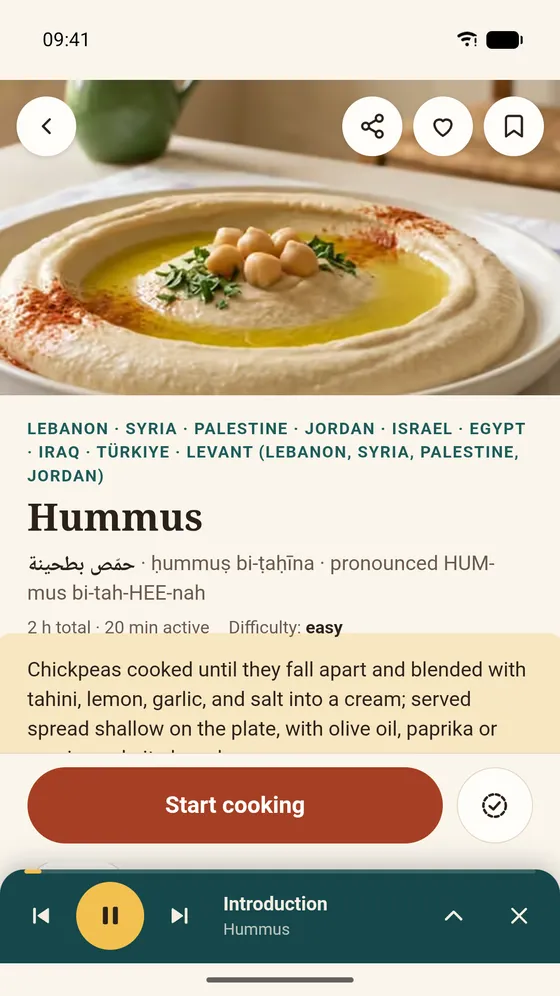 09:41
LEBANON · SYRIA · PALESTINE · JORDAN · ISRAEL · EGYPT
· IRAQ · TÜRKIYE · LEVANT (LEBANON, SYRIA, PALESTINE,
JORDAN)
Hummus
حمّص بطحينة · ḥummuṣ bi-ṭaḥīna · pronounced HUM-
mus bi-tah-HEE-nah
2 h total · 20 min active Difficulty: easy
Chickpeas cooked until they fall apart and blended with
tahini, lemon, garlic, and salt into a cream; served
spread shallow on the plate, with olive oil, paprika or
Start cooking
Introduction
Hummus